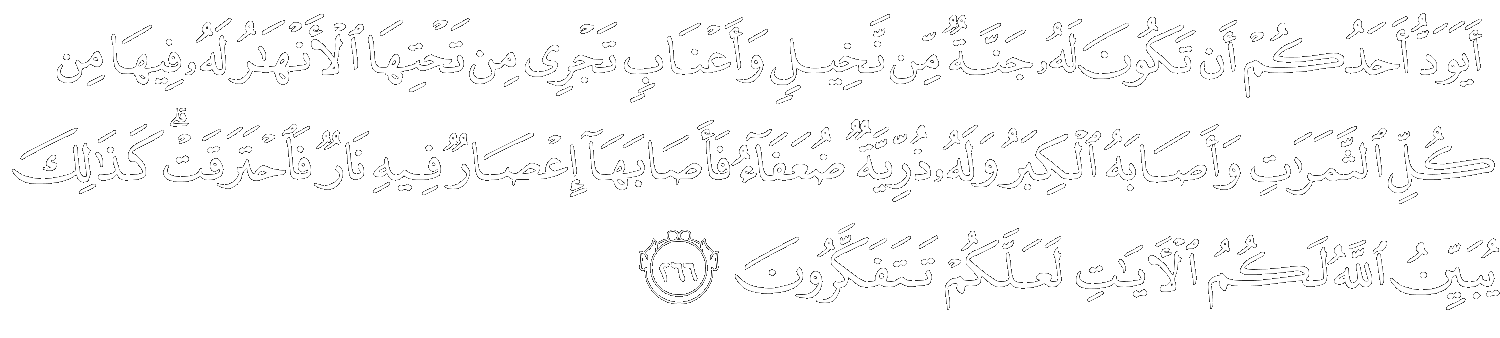 أَيَوَدُّ أَحَدُكُمْ أَن تَكُونَ لَهُۥ جَنَّةٌ مِّن نَّخِيلٍ وَأَعْنَابٍ تَجْرِى مِن تَحْتِهَا ٱلْأَنْهَـٰرُ لَهُۥ فِيهَا مِن
كُلِّ ٱلثَّمَرَٰتِ وَأَصَابَهُ ٱلْكِبَرُ وَلَهُۥ ذُرِّيَّةٌ ضُعَفَآءُ فَأَصَابَهَآ إِعْصَارٌ فِيهِ نَارٌ فَٱحْتَرَقَتْ ۗ كَذَٰلِكَ
يُبَيِّنُ ٱللَّهُ لَكُمُ ٱلْـَٔايَـٰتِ لَعَلَّكُمْ تَتَفَكَّرُونَ ٢٦٦